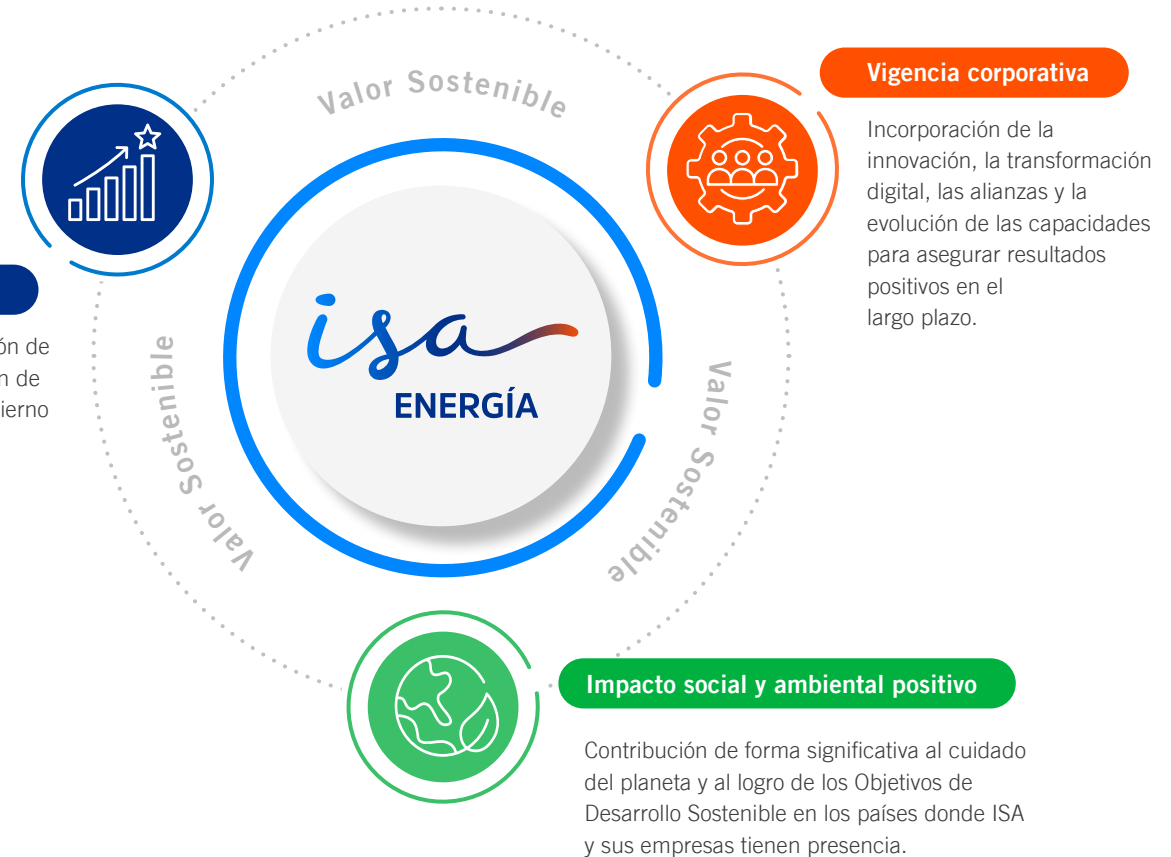 Valor Sostenible
Vigencia corporativa
Incorporación de la
innovación, la transformación
digital, las alianzas y la
evolución de las capacidades
para asegurar resultados
positivos en el
largo plazo.
isa
ENERGÍA
de
de
Valor Sostenible
Valor Sostenible
Impacto social y ambiental positivo
Contribución de forma significativa al cuidado
del planeta y al logro de los Objetivos de
Desarrollo Sostenible en los países donde ISA
y sus empresas tienen presencia.